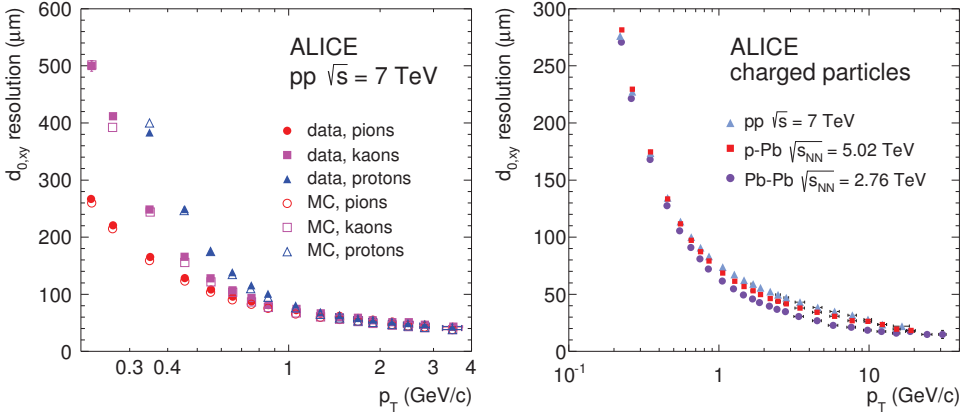 ALICE
pp √s = 7 TeV
data, pions
data, kaons
data, protons
MC, pions
MC, kaons
MC, protons
d0,xy resolution (μm)
600
500
400
300
200
100
0
0.3 0.4 1 2 3 4
pT (GeV/c)
ALICE
charged particles
pp √s = 7 TeV
p-Pb √sNN = 5.02 TeV
Pb-Pb √sNN = 2.76 TeV
d0,xy resolution (μm)
300
250
200
150
100
50
0
10-1 1 10
pT (GeV/c)